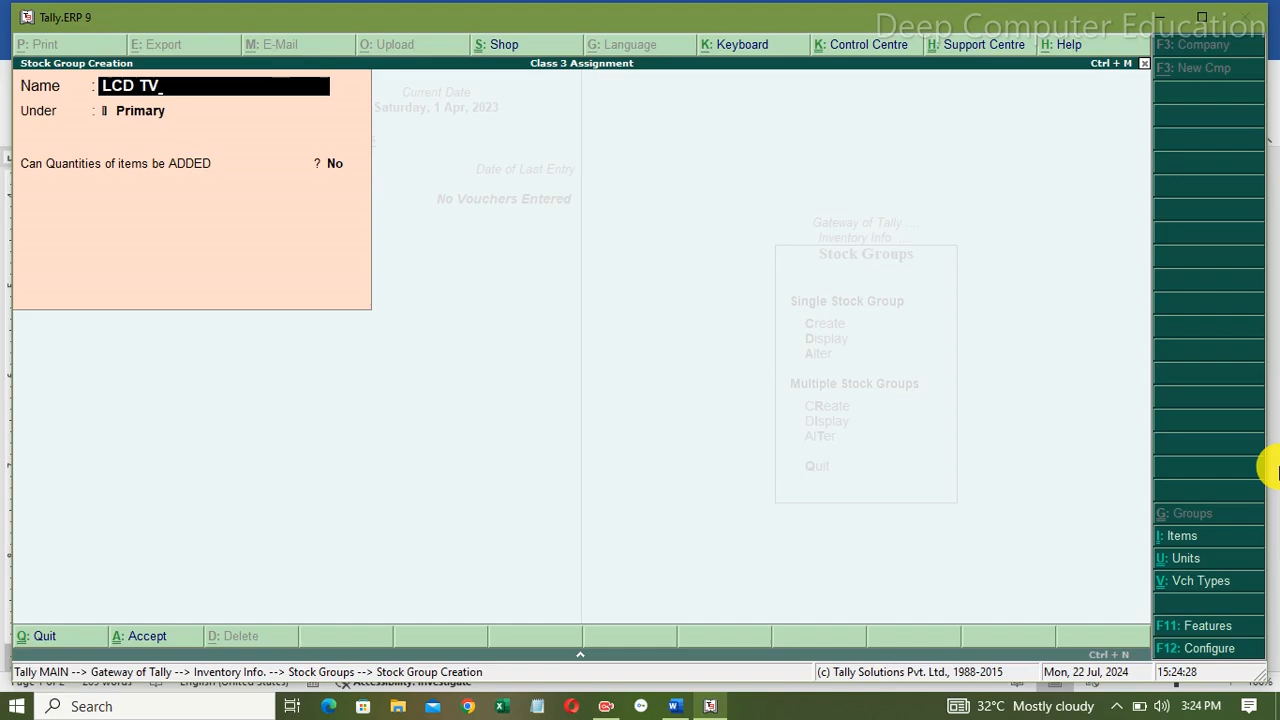 Tally.ERP 9
Deep Computer Education
P: Print
E: Export
M: E-Mail
O: Upload
S: Shop
G: Language
K: Keyboard
K: Control Centre
H: Support Centre
H: Help
F3: Company
F3: New Cmp
Stock Group Creation
Class 3 Assignment
Ctrl + M
Name : LCD TV
Under : Primary
Can Quantities of items be ADDED ? No
Current Date
Saturday, 1 Apr, 2023
Date of Last Entry
No Vouchers Entered
Gateway of Tally ....
Inventory Info. ....
Stock Groups
Single Stock Group
Create
Display
Alter
Multiple Stock Groups
CReate
DIsplay
AlTer
Quit
G: Groups
I: Items
U: Units
V: Vch Types
F11: Features
F12: Configure
Q: Quit
A: Accept
D: Delete
Ctrl + N
Tally MAIN --> Gateway of Tally --> Inventory Info. --> Stock Groups --> Stock Group Creation
(c) Tally Solutions Pvt. Ltd., 1988-2015
Mon, 22 Jul, 2024
15:24:28
English (United States)
Accessibility: Investigate
Search
32°C Mostly cloudy
3:24 PM